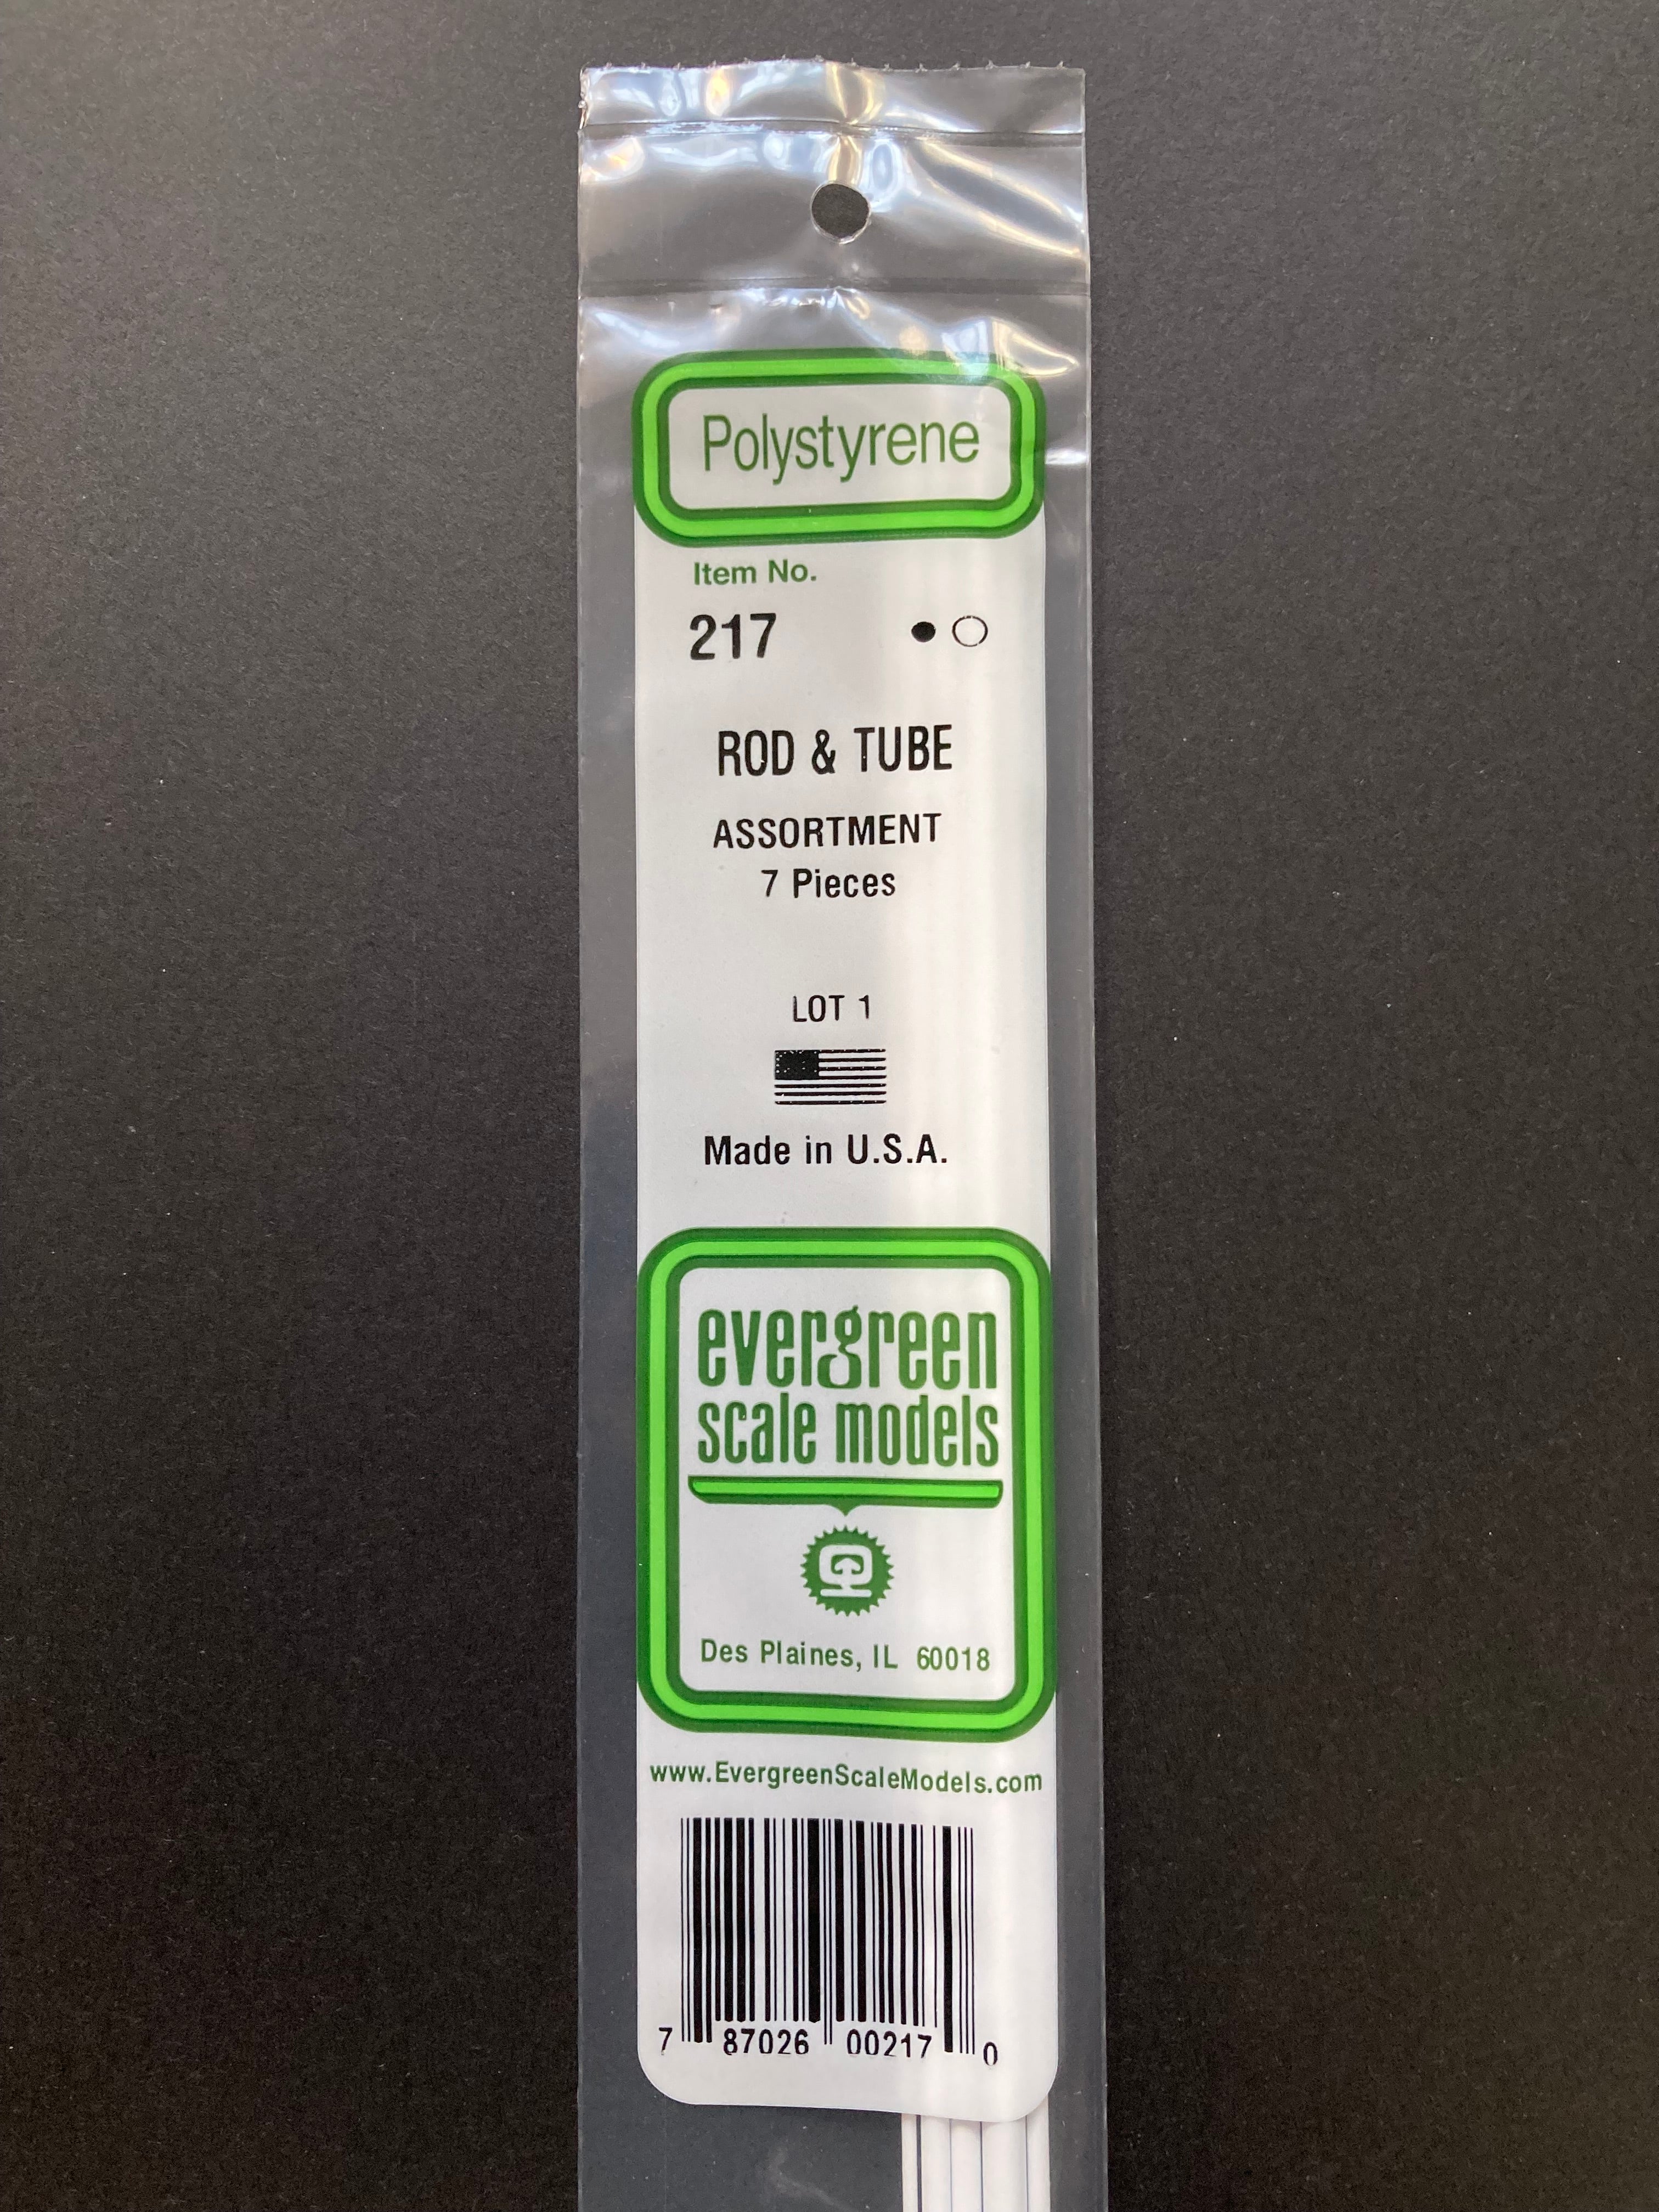 Polystyrene
Item No.
217
ROD & TUBE
ASSORTMENT
7 Pieces
LOT 1
Made in U.S.A.
evergreen
scale models
Des Plaines, IL 60018
www.EvergreenScaleModels.com
7 87026 00217 0